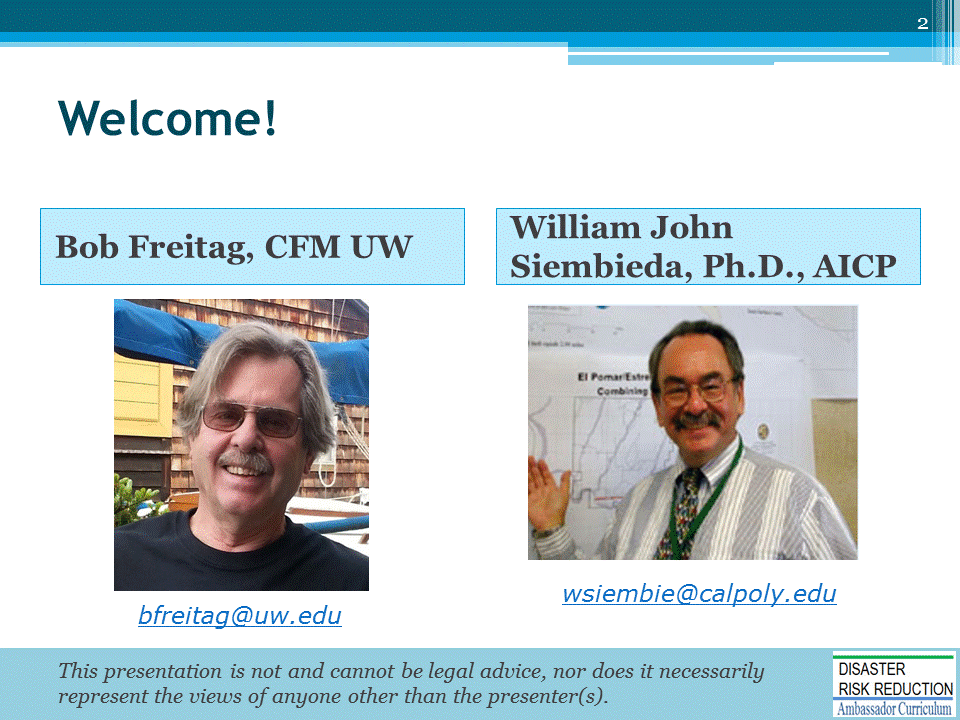 2
Welcome!
Bob Freitag, CFM UW
William John
Siembieda, Ph.D., AICP
El Pomar/Estre
Combining
bfreitag@uw.edu
wsiembie@calpoly.edu
This presentation is not and cannot be legal advice, nor does it necessarily
represent the views of anyone other than the presenter(s).
DISASTER
RISK REDUCTION
Ambassador Curriculum